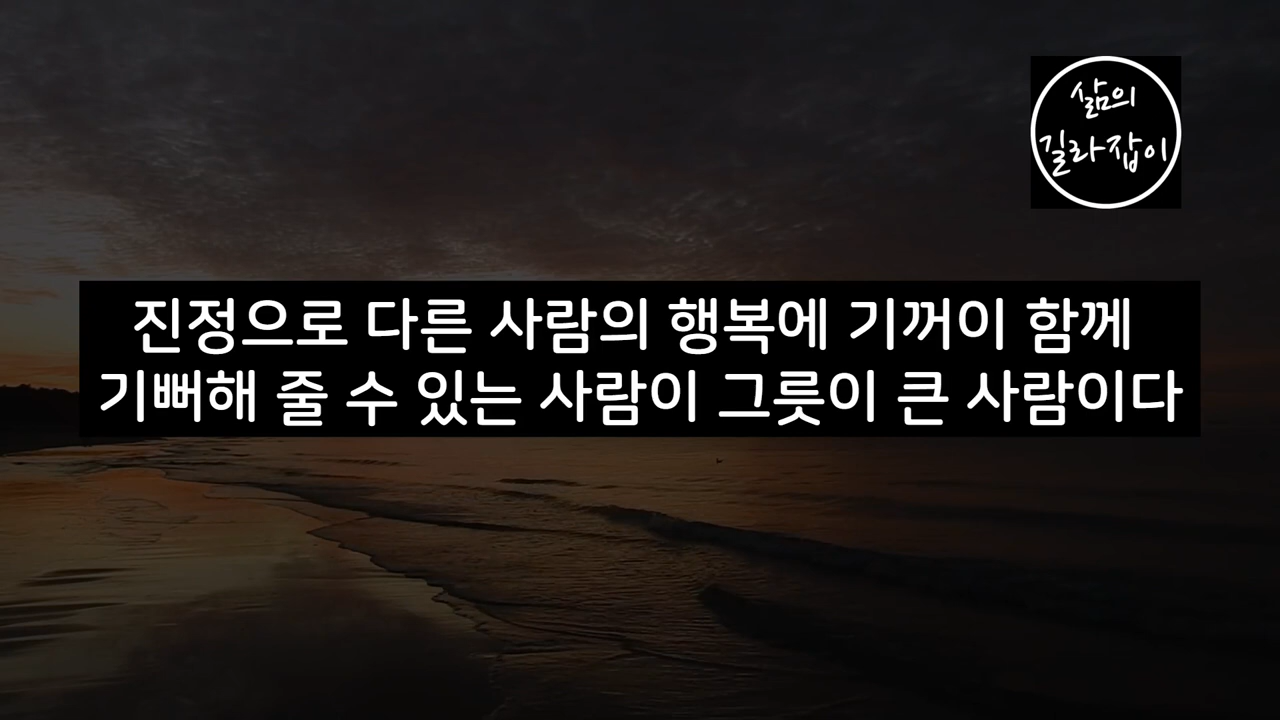 삶의
길라잡이
진정으로 다른 사람의 행복에 기꺼이 함께
기뻐해 줄 수 있는 사람이 그릇이 큰 사람이다